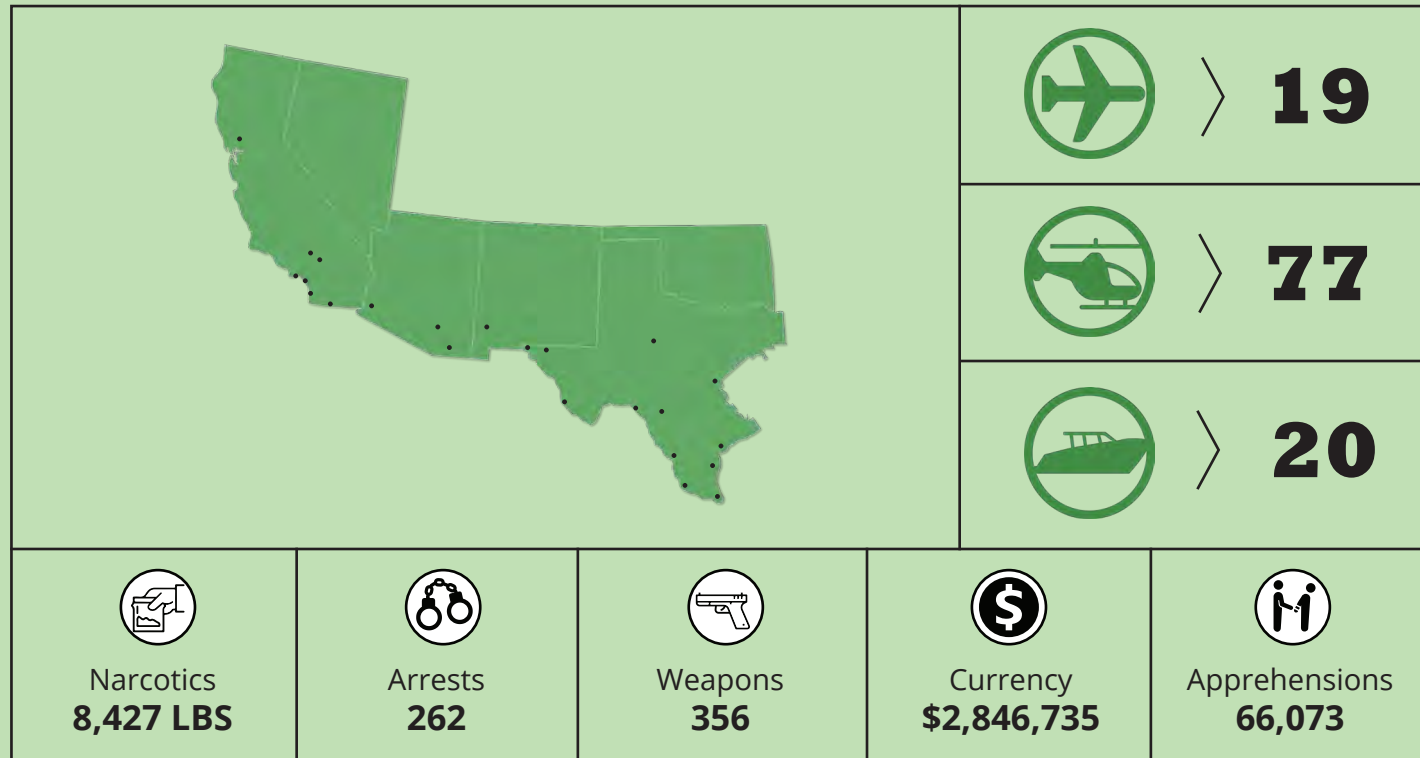 19
77
20
Narcotics
8,427 LBS
Arrests
262
Weapons
356
$
Currency
$2,846,735
Apprehensions
66,073